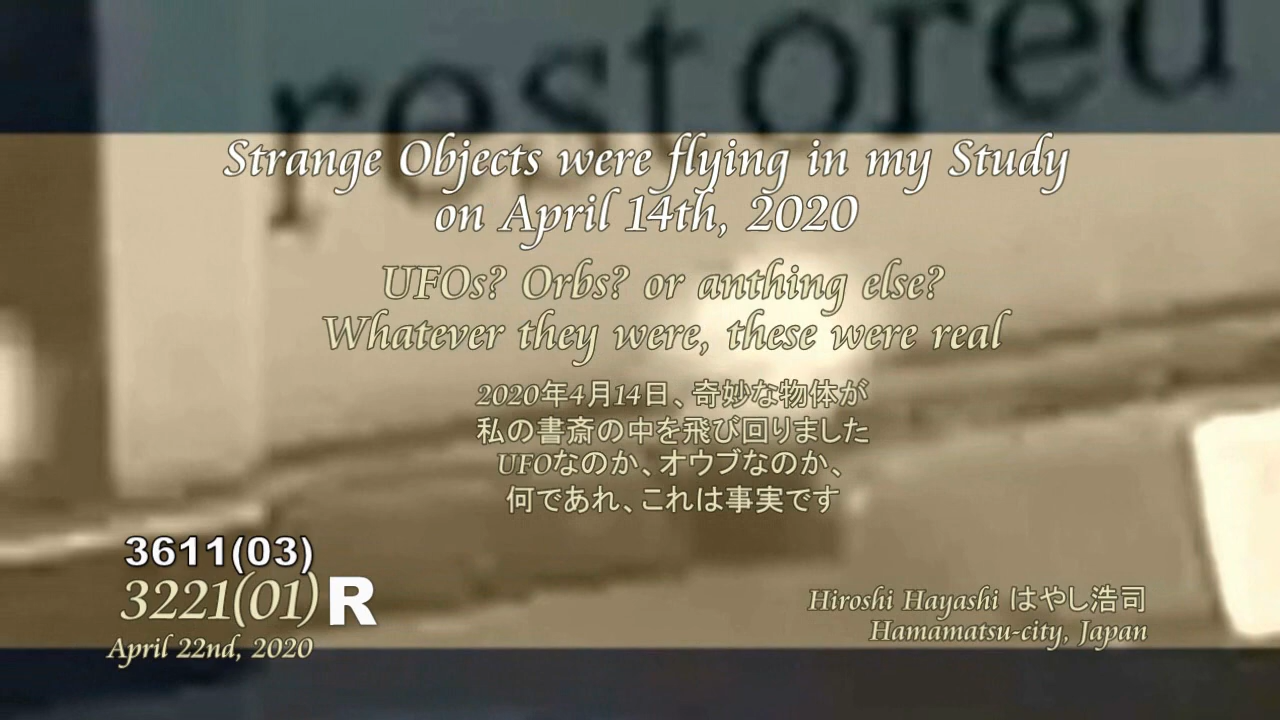 restored
Strange Objects were flying in my Study
on April 14th, 2020
UFOs? Orbs? or anthing else?
Whatever they were, these were real
2020年4月14日、奇妙な物体が
私の書斎の中を飛び回りました
UFOなのか、オウブなのか、
何であれ、これは事実です
3611(03)
3221(01) R
April 22nd, 2020
Hiroshi Hayashi はやし浩司
Hamamatsu-city, Japan